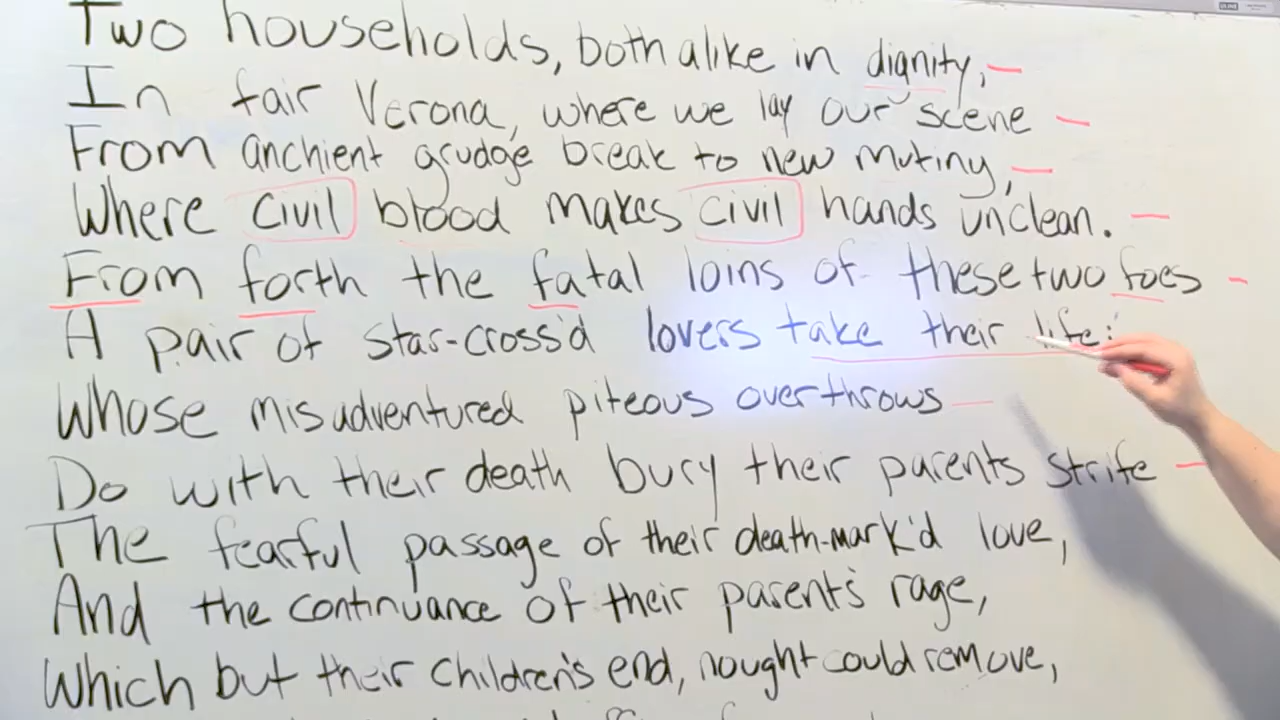 Two households, both alike in dignity,
In fair Verona, where we lay our scene
From anchient grudge break to new mutiny,
Where civil blood makes civil hands unclean.
From forth the fatal loins of these two foes
A pair of star-cross'd lovers take their life:
Whose misadventured piteous overthrows
Do with their death bury their parents strife
The fearful passage of their death-mark'd love,
And the continuance of their parent's rage,
Which but their children's end, nought could remove,